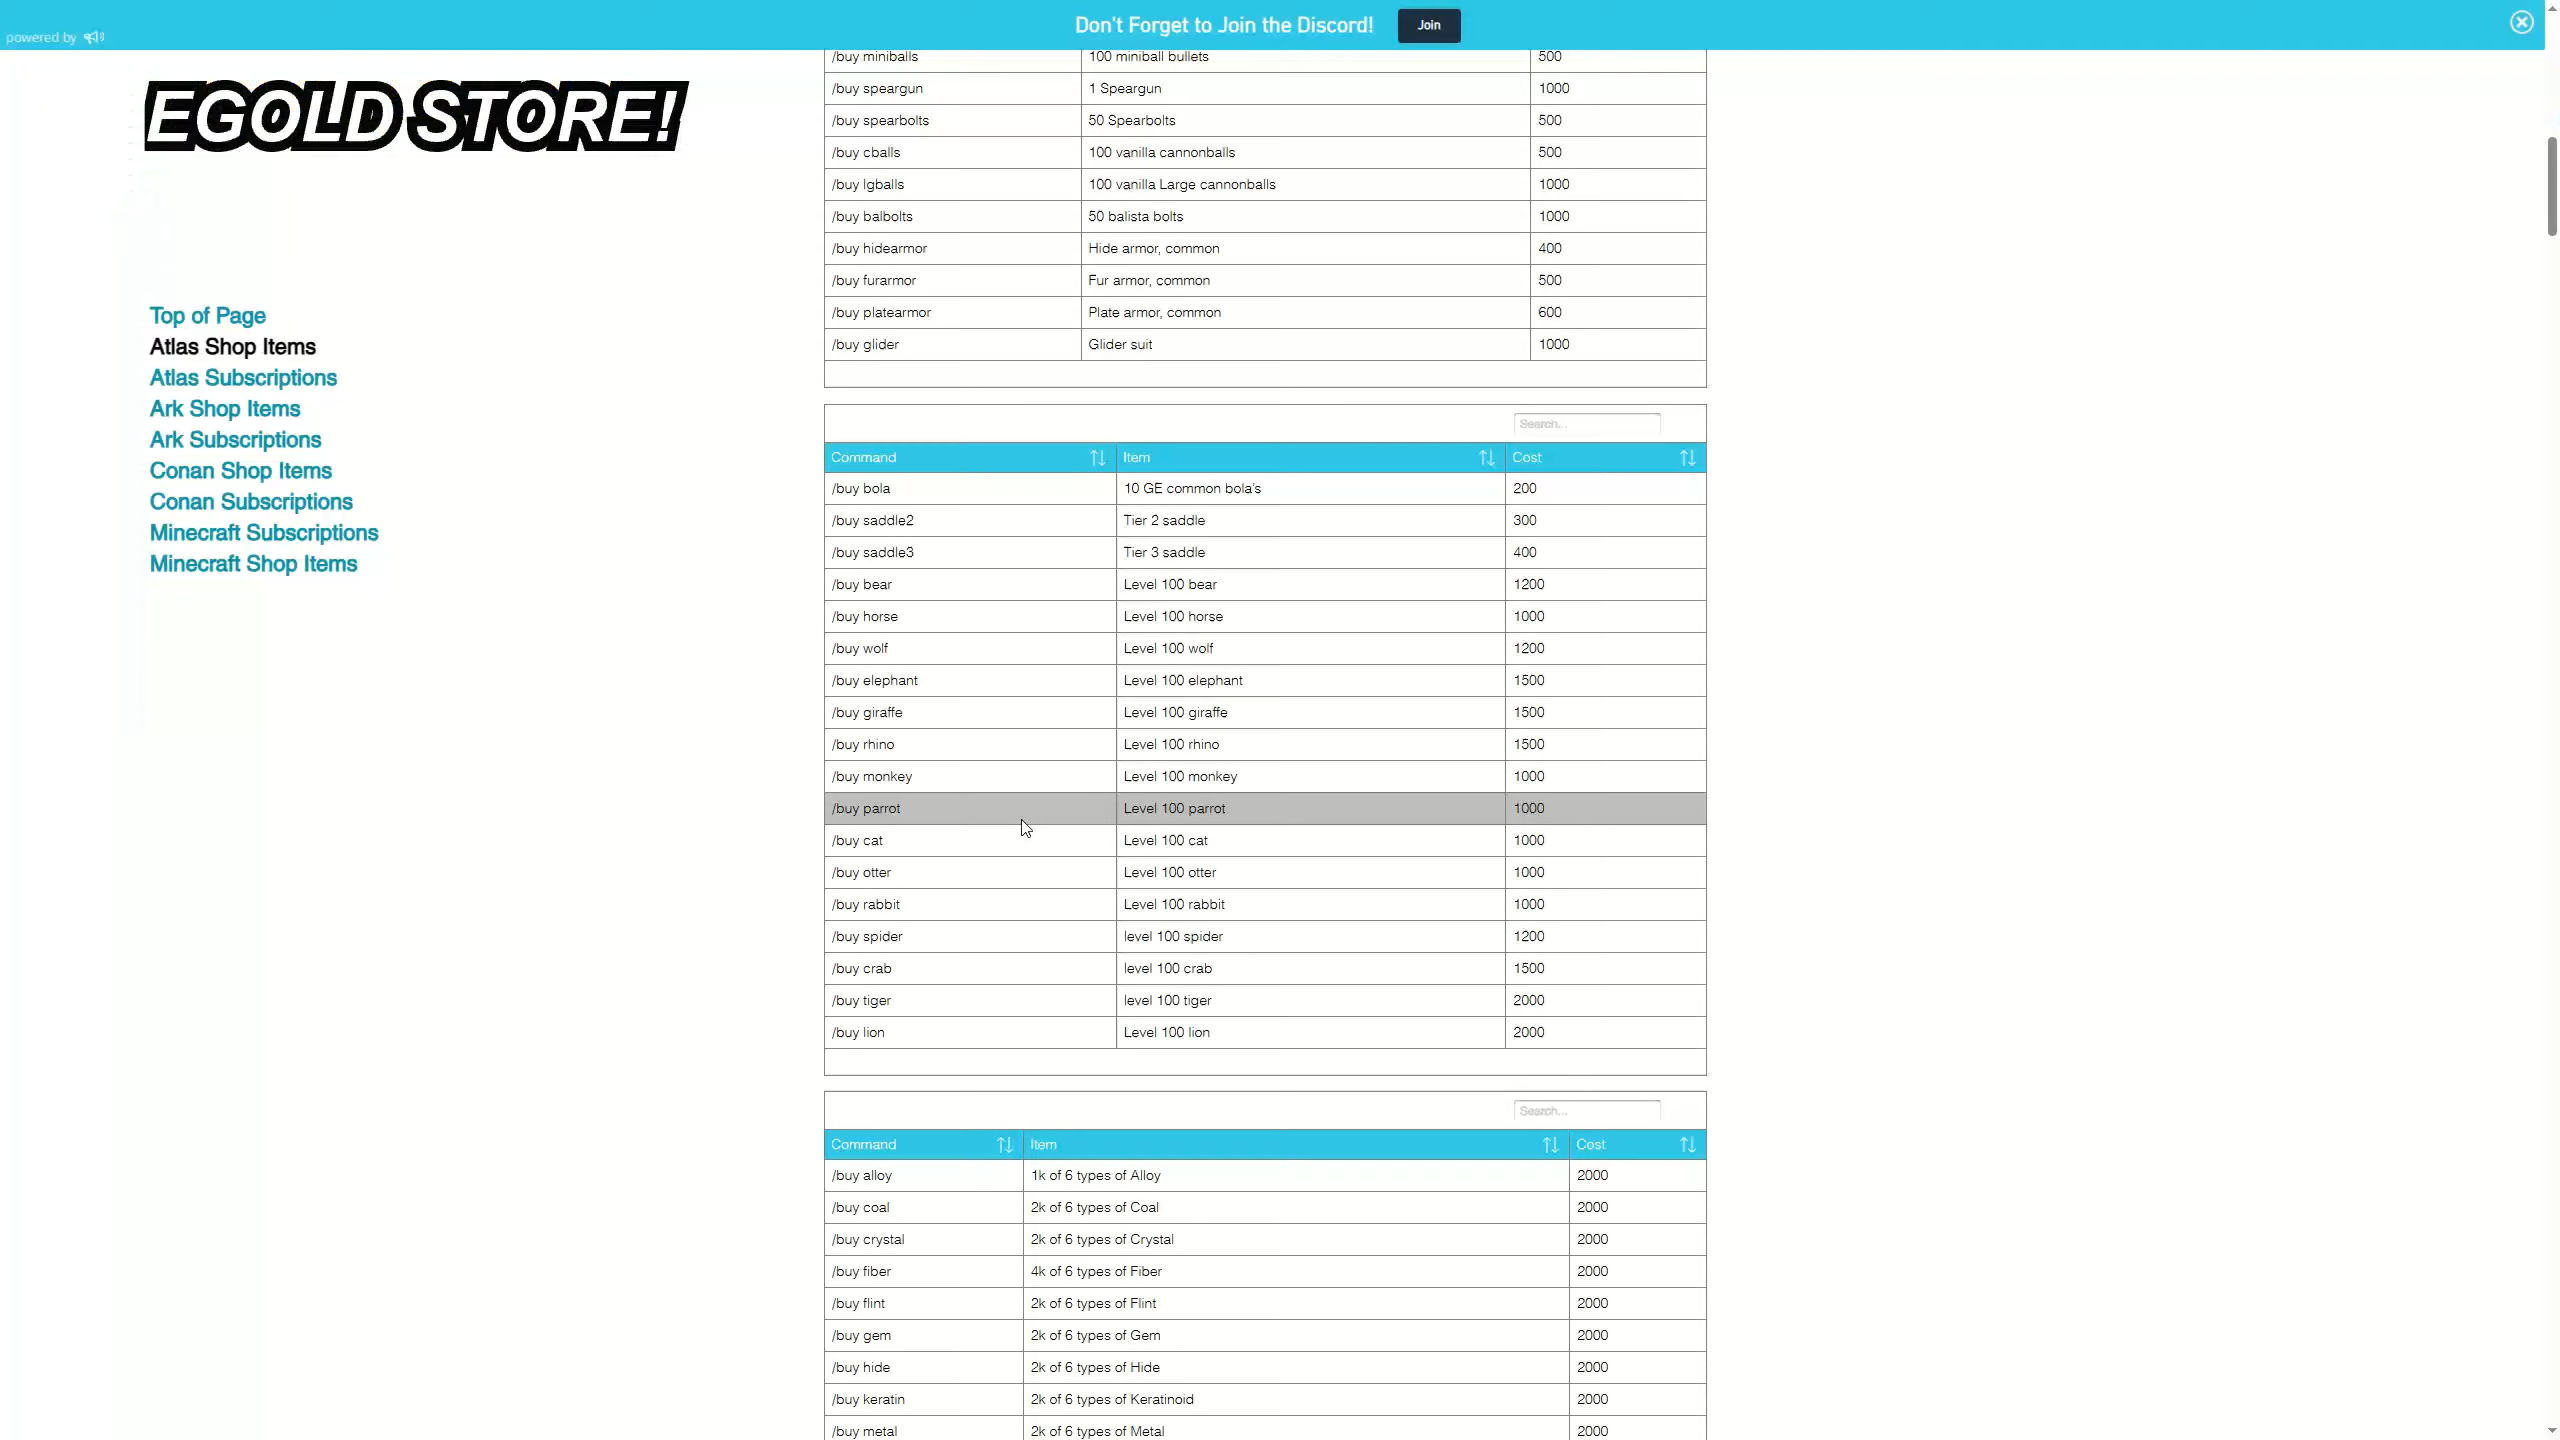 Don't Forget to Join the Discord! Join
powered by
/buy miniballs 100 miniball bullets 500
EGOLD STORE!
/buy speargun 1 Speargun 1000
/buy spearbolts 50 Spearbolts 500
/buy cballs 100 vanilla cannonballs 500
/buy lgballs 100 vanilla Large cannonballs 1000
/buy balbolts 50 balista bolts 1000
/buy hidearmor Hide armor, common 400
/buy furarmor Fur armor, common 500
/buy platearmor Plate armor, common 600
/buy glider Glider suit 1000
Top of Page
Atlas Shop Items
Atlas Subscriptions
Ark Shop Items
Ark Subscriptions
Conan Shop Items
Conan Subscriptions
Minecraft Subscriptions
Minecraft Shop Items
Search...
Command Item Cost
/buy bola 10 GE common bola's 200
/buy saddle2 Tier 2 saddle 300
/buy saddle3 Tier 3 saddle 400
/buy bear Level 100 bear 1200
/buy horse Level 100 horse 1000
/buy wolf Level 100 wolf 1200
/buy elephant Level 100 elephant 1500
/buy giraffe Level 100 giraffe 1500
/buy rhino Level 100 rhino 1500
/buy monkey Level 100 monkey 1000
/buy parrot Level 100 parrot 1000
/buy cat Level 100 cat 1000
/buy otter Level 100 otter 1000
/buy rabbit Level 100 rabbit 1000
/buy spider level 100 spider 1200
/buy crab level 100 crab 1500
/buy tiger level 100 tiger 2000
/buy lion Level 100 lion 2000
Search...
Command Item Cost
/buy alloy 1k of 6 types of Alloy 2000
/buy coal 2k of 6 types of Coal 2000
/buy crystal 2k of 6 types of Crystal 2000
/buy fiber 4k of 6 types of Fiber 2000
/buy flint 2k of 6 types of Flint 2000
/buy gem 2k of 6 types of Gem 2000
/buy hide 2k of 6 types of Hide 2000
/buy keratin 2k of 6 types of Keratinoid 2000
/buy metal 2k of 6 types of Metal 2000